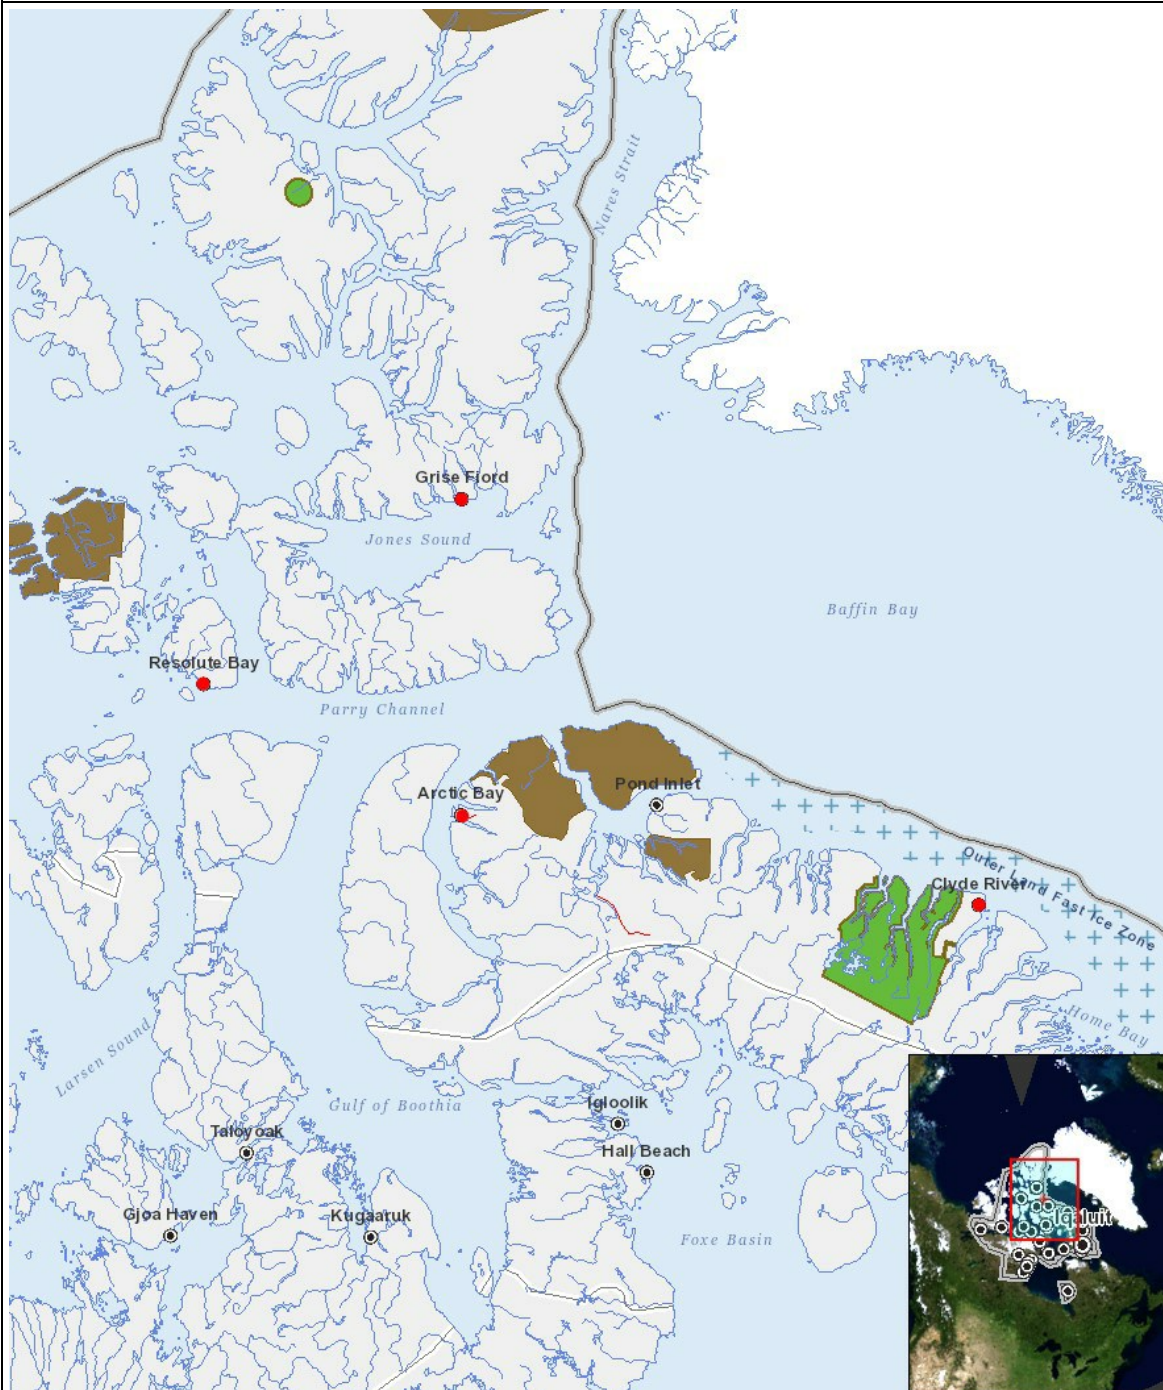 Nares Strait
Grise Fiord
Jones Sound
Baffin Bay
Resolute Bay
Parry Channel
Pond Inlet
Arctic Bay
Outer Land Fast Ice Zone
Clyde River
Home Bay
Larsen Sound
Gulf of Boothia
Igloolik
Taloyoak
Hall Beach
Gjoa Haven
Kugaaruk
Foxe Basin
Iqaluit